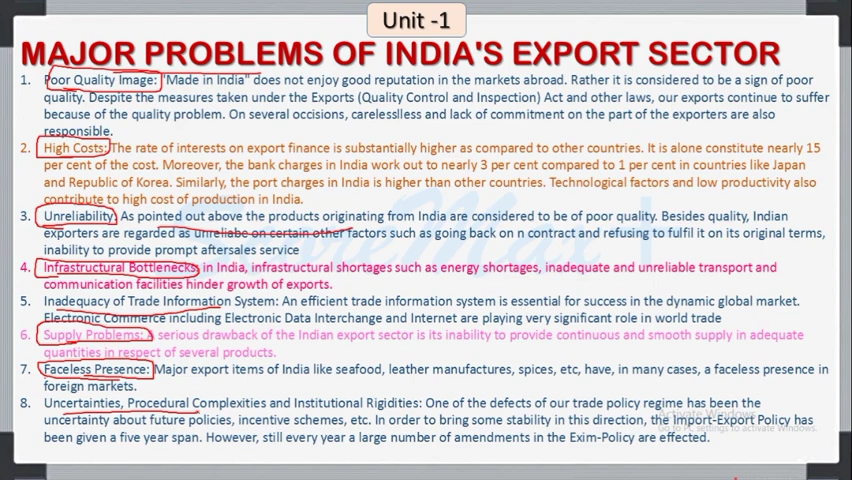 Unit -1
MAJOR PROBLEMS OF INDIA'S EXPORT SECTOR
1. Poor Quality Image: "Made in India" does not enjoy good reputation in the markets abroad. Rather it is considered to be a sign of poor
quality. Despite the measures taken under the Exports (Quality Control and Inspection) Act and other laws, our exports continue to suffer
because of the quality problem. On several occisions, carelesslless and lack of commitment on the part of the exporters are also
responsible.
2. High Costs: The rate of interests on export finance is substantially higher as compared to other countries. It is alone constitute nearly 15
per cent of the cost. Moreover, the bank charges in India work out to nearly 3 per cent compared to 1 per cent in countries like Japan
and Republic of Korea. Similarly, the port charges in India is higher than other countries. Technological factors and low productivity also
contribute to high cost of production in India.
3. Unreliability: As pointed out above the products originating from India are considered to be of poor quality. Besides quality, Indian
exporters are regarded as unreliabe on certain other factors such as going back on n contract and refusing to fulfil it on its original terms,
inability to provide prompt aftersales service
4. Infrastructural Bottlenecks: in India, infrastructural shortages such as energy shortages, inadequate and unreliable transport and
communication facilities hinder growth of exports.
5. Inadequacy of Trade Information System: An efficient trade information system is essential for success in the dynamic global market.
Electronic Commerce including Electronic Data Interchange and Internet are playing very significant role in world trade
6. Supply Problems: A serious drawback of the Indian export sector is its inability to provide continuous and smooth supply in adequate
quantities in respect of several products.
7. Faceless Presence: Major export items of India like seafood, leather manufactures, spices, etc, have, in many cases, a faceless presence in
foreign markets.
8. Uncertainties, Procedural Complexities and Institutional Rigidities: One of the defects of our trade policy regime has been the
uncertainty about future policies, incentive schemes, etc. In order to bring some stability in this direction, the Import-Export Policy has
been given a five year span. However, still every year a large number of amendments in the Exim-Policy are effected.
Activate Windows
Go to PC settings to activate Windows.